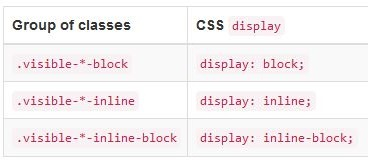 Group of classes CSS display
.visible-*-block display: block;
.visible-*-inline display: inline;
.visible-*-inline-block display: inline-block;